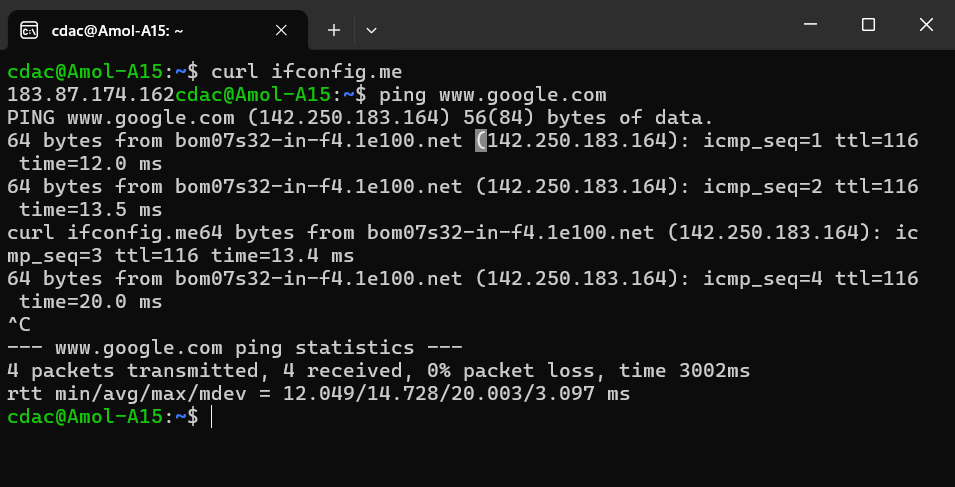 cdac@Amol-A15: ~
cdac@Amol-A15:~$ curl ifconfig.me
183.87.174.162cdac@Amol-A15:~$ ping www.google.com
PING www.google.com (142.250.183.164) 56(84) bytes of data.
64 bytes from bom07s32-in-f4.1e100.net (142.250.183.164): icmp_seq=1 ttl=116
 time=12.0 ms
64 bytes from bom07s32-in-f4.1e100.net (142.250.183.164): icmp_seq=2 ttl=116
 time=13.5 ms
curl ifconfig.me64 bytes from bom07s32-in-f4.1e100.net (142.250.183.164): ic
mp_seq=3 ttl=116 time=13.4 ms
64 bytes from bom07s32-in-f4.1e100.net (142.250.183.164): icmp_seq=4 ttl=116
 time=20.0 ms
^C
--- www.google.com ping statistics ---
4 packets transmitted, 4 received, 0% packet loss, time 3002ms
rtt min/avg/max/mdev = 12.049/14.728/20.003/3.097 ms
cdac@Amol-A15:~$